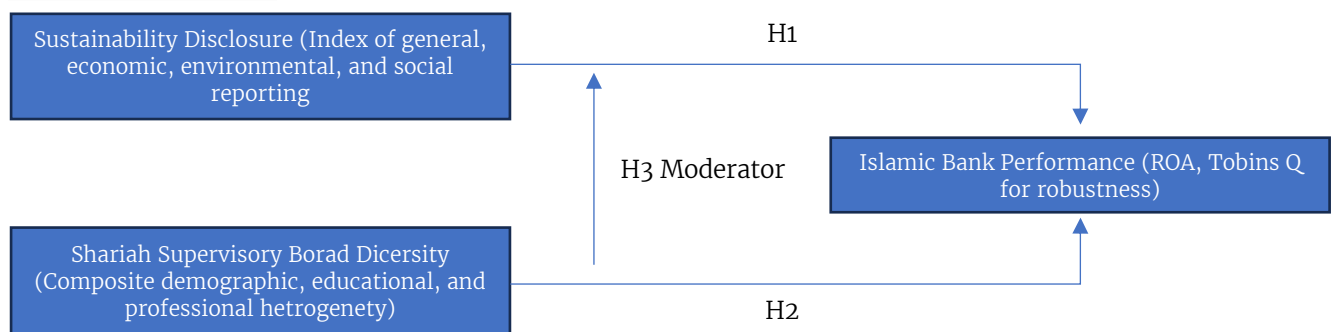 Sustainability Disclosure (Index of general,
economic, environmental, and social
reporting
H1
H3 Moderator
Islamic Bank Performance (ROA, Tobins Q
for robustness)
Shariah Supervisory Borad Dicersity
(Composite demographic, educational, and
professional hetrogenety)
H2